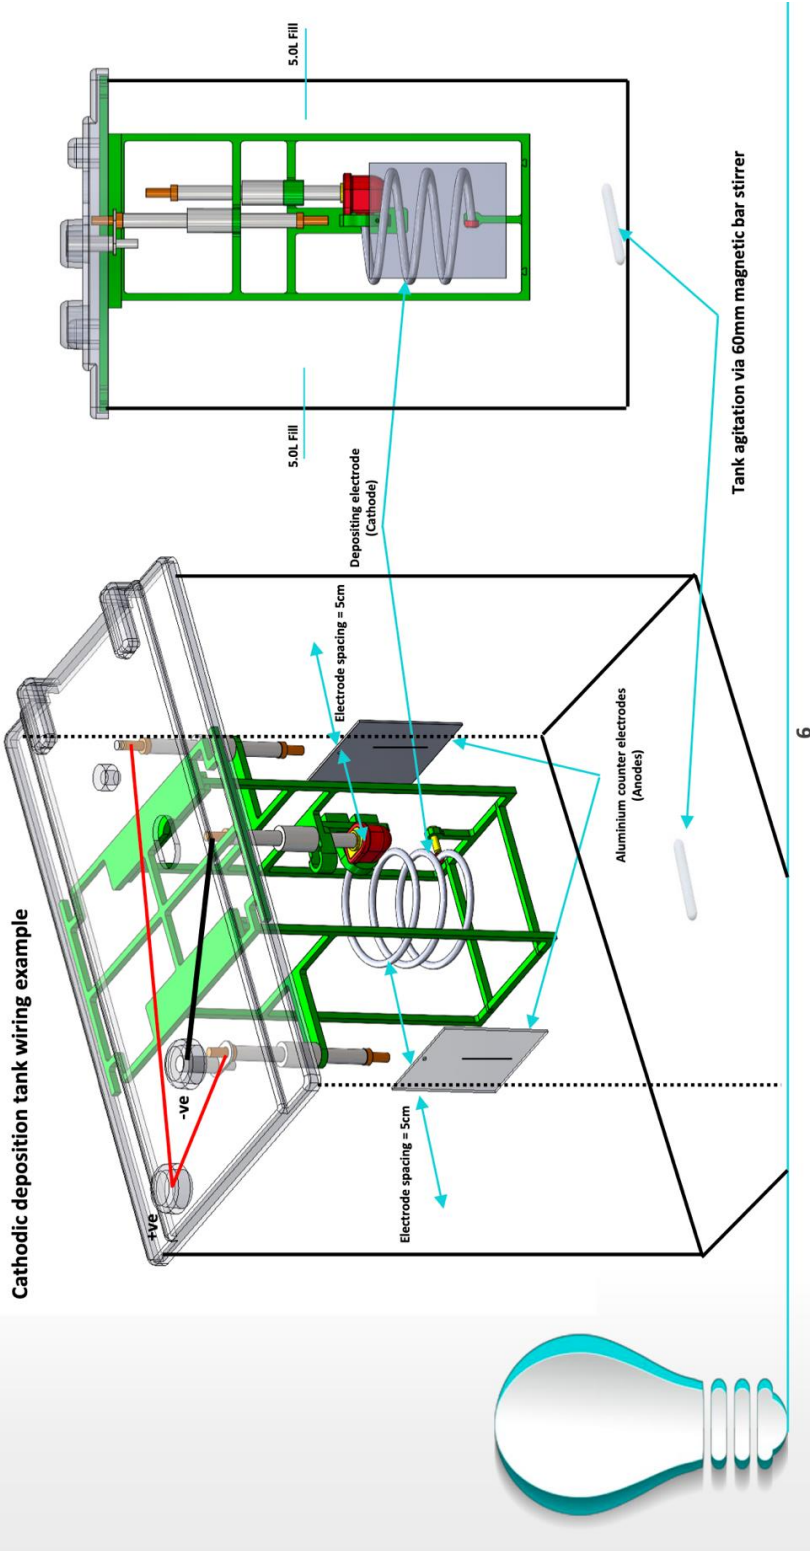 Cathodic deposition tank wiring example
+ve
-ve
Electrode spacing = 5cm
Electrode spacing = 5cm
Depositing electrode
(Cathode)
Aluminium counter electrodes
(Anodes)
5.0L Fill
5.0L Fill
Tank agitation via 60mm magnetic bar stirrer
6